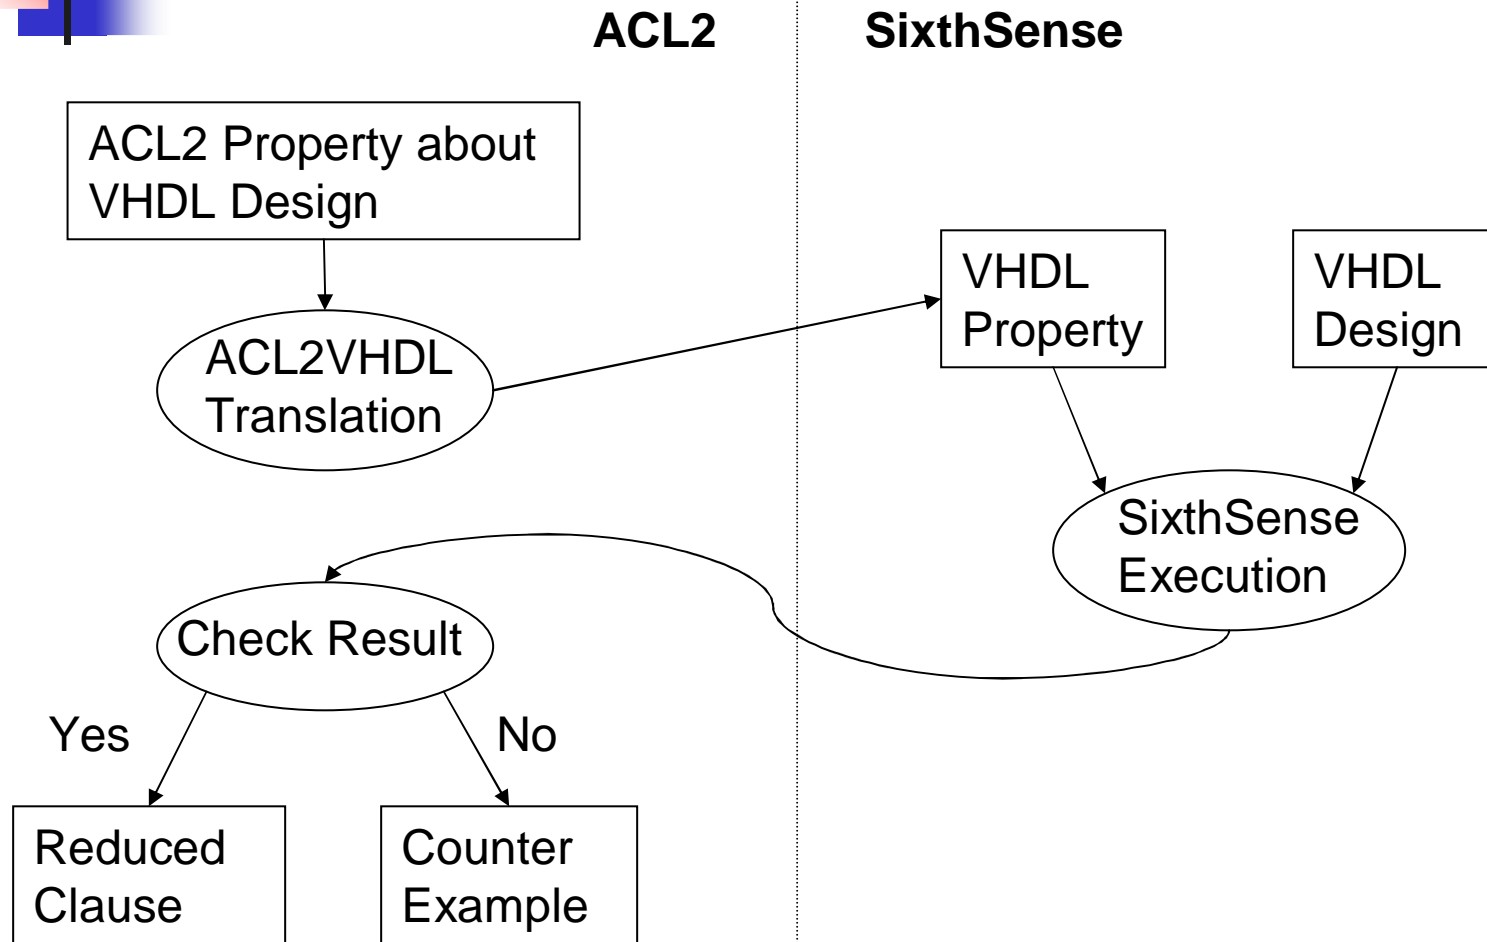 ACL2
SixthSense
ACL2 Property about
VHDL Design
ACL2VHDL
Translation
VHDL
Property
VHDL
Design
SixthSense
Execution
Check Result
Yes
No
Reduced
Clause
Counter
Example